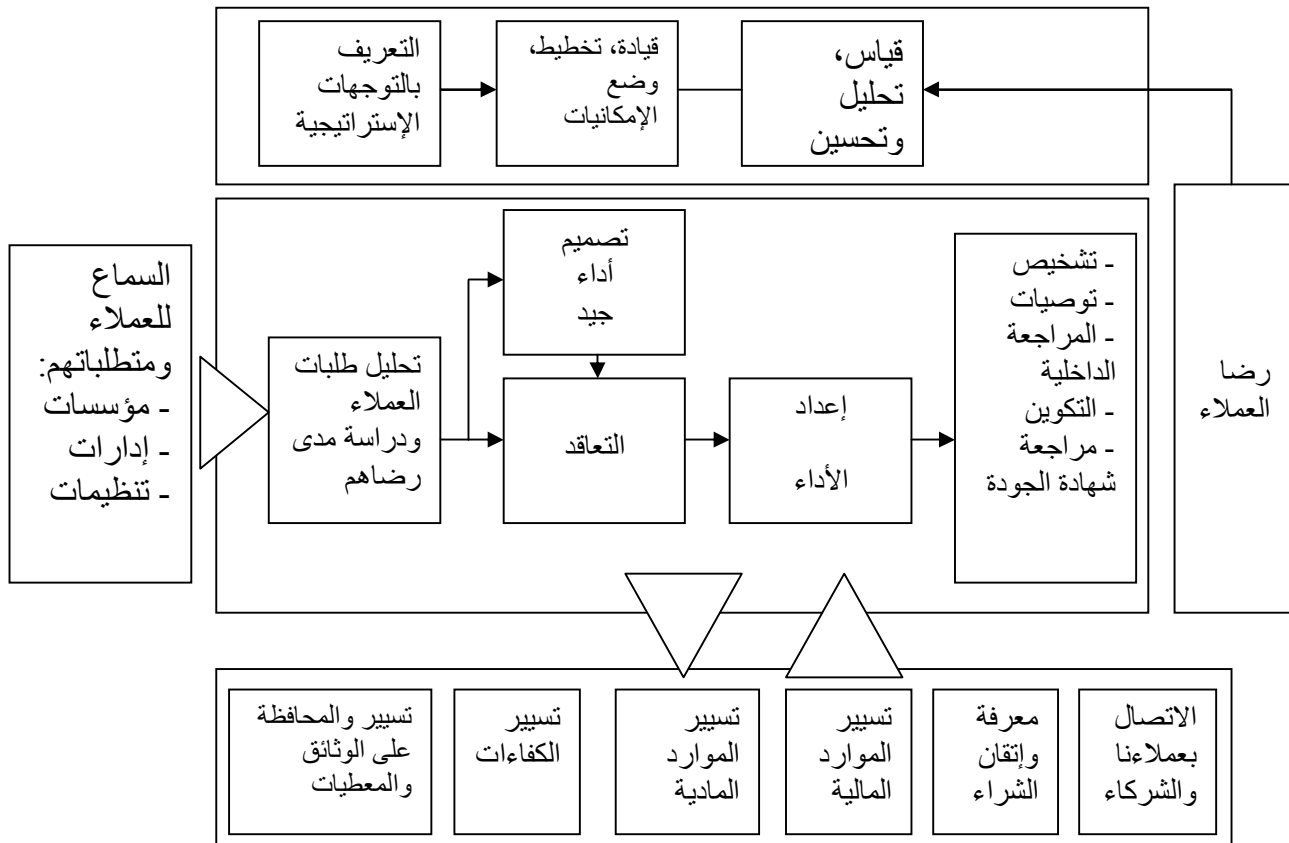 التعريف
بالتوجهات
الإستراتيجية
قيادة، تخطيط،
وضع
الإمكانيات
قياس،
تحليل
وتحسين
السماع
للعملاء
ومتطلباتهم:
- مؤسسات
- إدارات
- تنظيمات
تحليل طلبات
العملاء
ودراسة مدى
رضاهم
تصميم
أداء
جيد
التعاقد
إعداد
الأداء
- تشخيص
- توصيات
- المراجعة
الداخلية
- التكوين
- مراجعة
شهادة الجودة
رضا
العملاء
تسيير والمحافظة
على الوثائق
والمعطيات
تسيير
الكفاءات
تسيير
الموارد
المادية
تسيير
الموارد
المالية
معرفة
وإتقان
الشراء
الاتصال
بعملاءنا
والشركاء